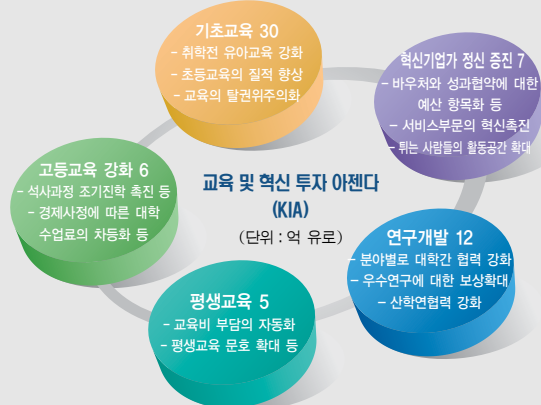 기초교육 30
- 취학전 유아교육 강화
- 초등교육의 질적 향상
- 교육의 탈권위주의화
혁신기업가 정신 증진 7
- 바우처와 성과협약에 대한
예산 항목화 등
- 서비스부문의 혁신촉진
- 튀는 사람들의 활동공간 확대
고등교육 강화 6
- 석사과정 조기진학 촉진 등
- 경제사정에 따른 대학
수업료의 차등화 등
교육 및 혁신 투자 아젠다
(KIA)
(단위 : 억 유로)
연구개발 12
- 분야별로 대학간 협력 강화
- 우수연구에 대한 보상확대
- 산학연협력 강화
평생교육 5
- 교육비 부담의 자동화
- 평생교육 문호 확대 등